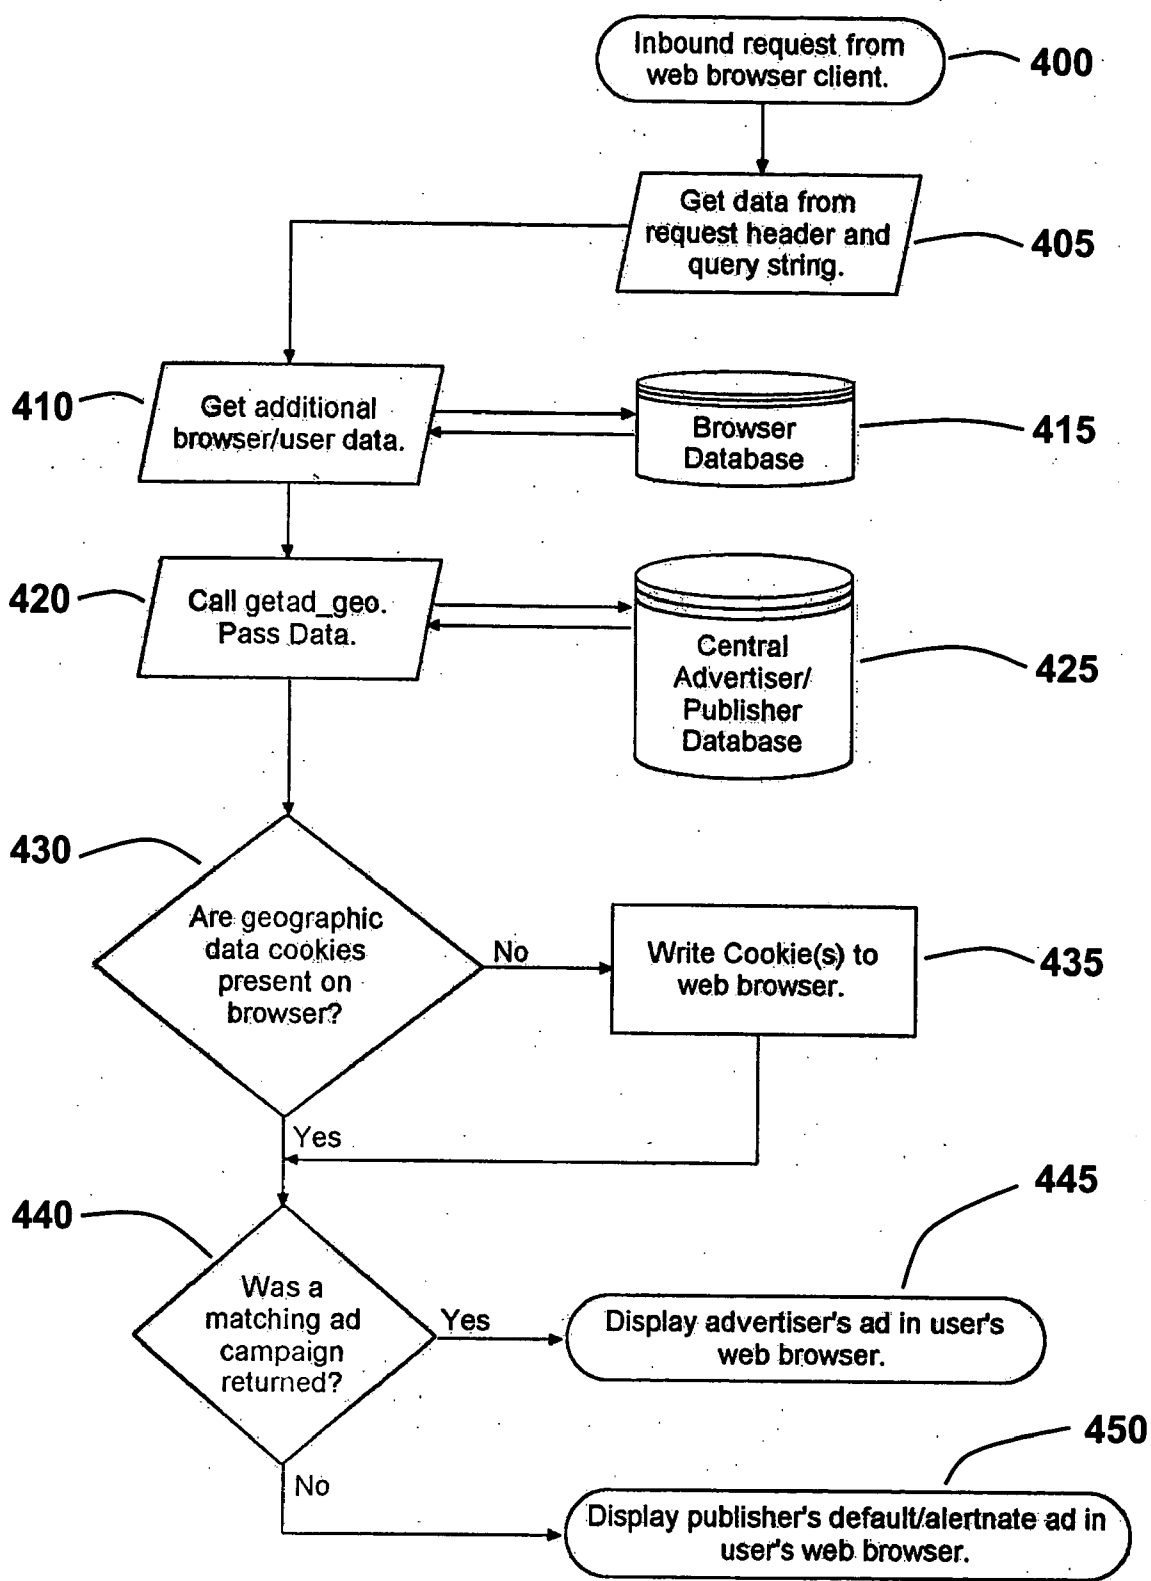 Inbound request from
web browser client.
400
Get data from
request header and
query string.
405
410
Get additional
browser/user data.
Browser
Database
415
420
Call getad_geo.
Pass Data.
Central
Advertiser/
Publisher
Database
425
430
Are geographic
data cookies
present on
browser?
No
Write Cookie(s) to
web browser.
435
Yes
440
Was a
matching ad
campaign
returned?
Yes
445
Display advertiser's ad in user's
web browser.
No
450
Display publisher's default/alertnate ad in
user's web browser.